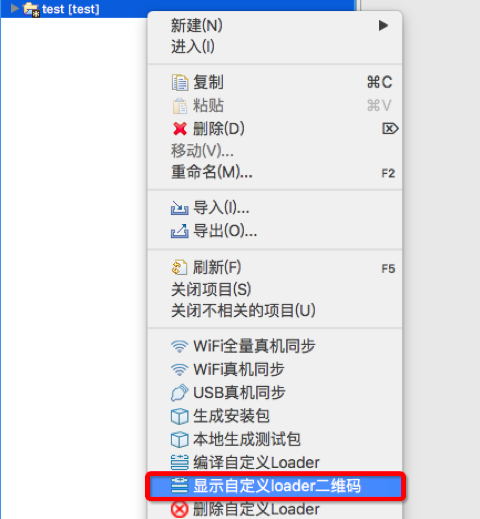 test [test]
新建(N)
进入(I)
复制 ⌘C
粘贴 ⌘V
删除(D) ⌦
移动(V)...
重命名(M)... F2
导入(I)...
导出(O)...
刷新(F) F5
关闭项目(S)
关闭不相关的项目(U)
WiFi全量真机同步
WiFi真机同步
USB真机同步
生成安装包
本地生成测试包
编译自定义Loader
显示自定义loader二维码
删除自定义Loader